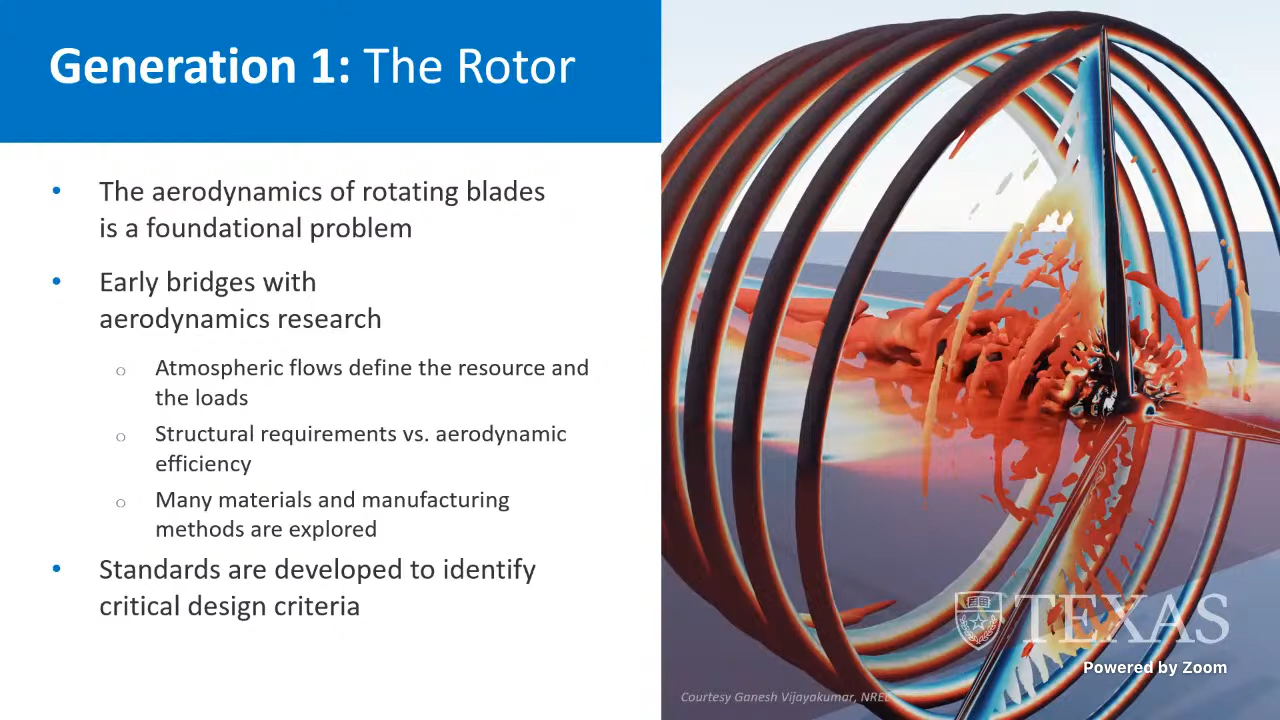 Generation 1: The Rotor
• The aerodynamics of rotating blades
is a foundational problem
• Early bridges with
aerodynamics research
○ Atmospheric flows define the resource and
the loads
○ Structural requirements vs. aerodynamic
efficiency
○ Many materials and manufacturing
methods are explored
• Standards are developed to identify
critical design criteria
TEXAS
Powered by Zoom
Courtesy Ganesh Vijayakumar, NREL